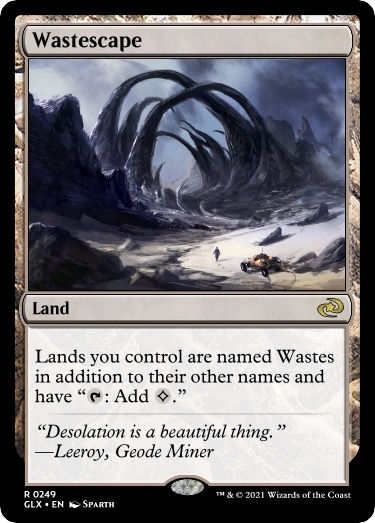 Wastescape
Land
Lands you control are named Wastes
in addition to their other names and
have “: Add .”
“Desolation is a beautiful thing.”
—Leeroy, Geode Miner
R 0249
GLX • EN SPARTH
™ & © 2021 Wizards of the Coast